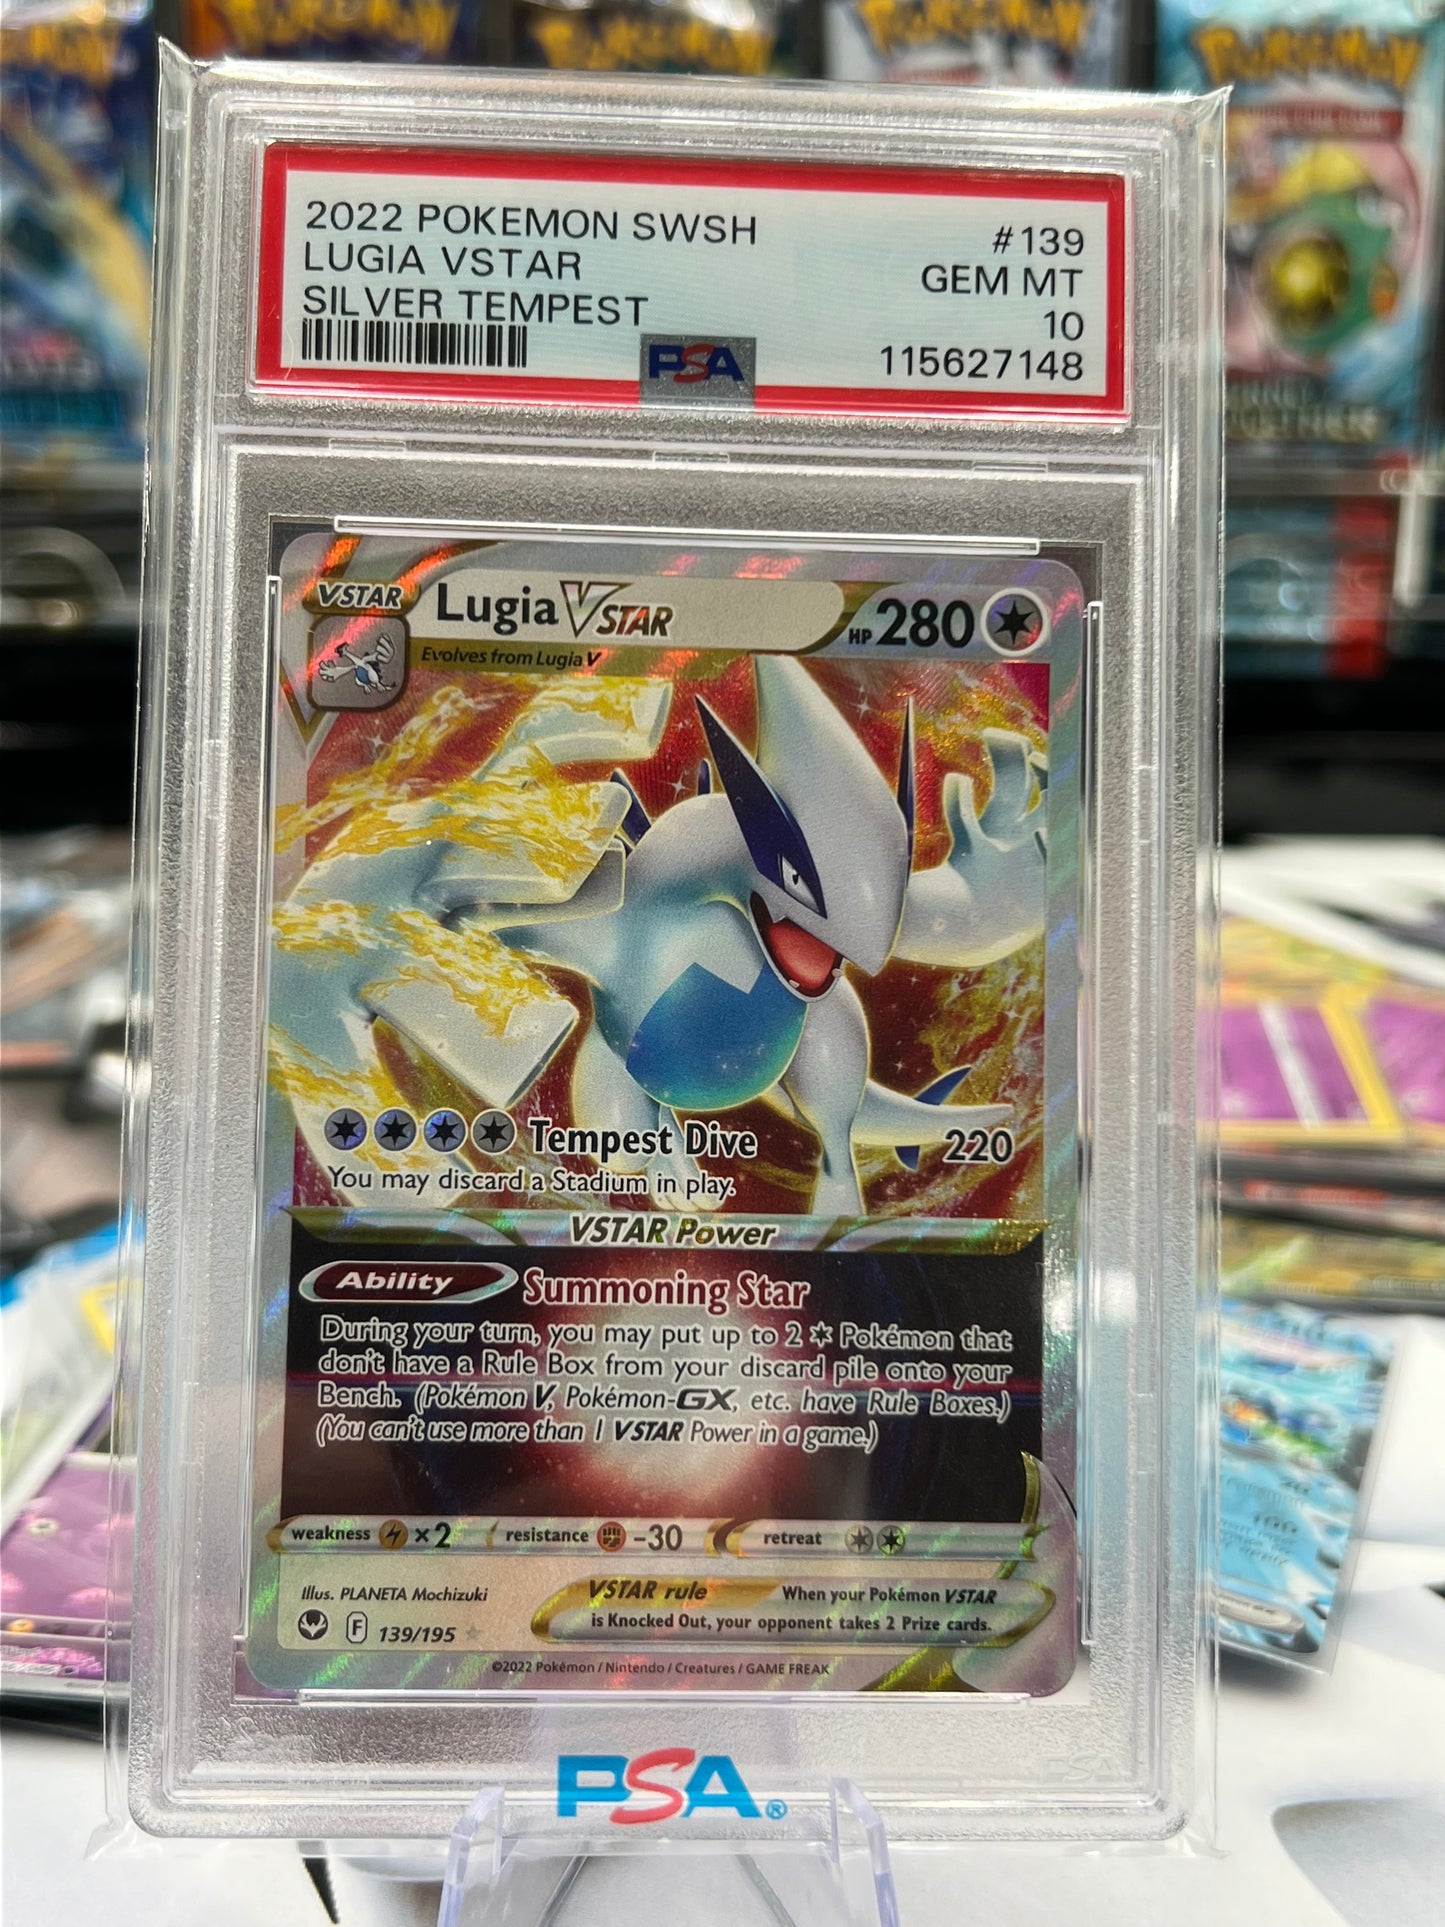 POKEMON
POKEMON
POKEMON
POKEMON
POKEMON
2022 POKEMON SWSH
#139
LUGIA VSTAR
GEM MT
SILVER TEMPEST
10
PSA
115627148
VSTAR
Lugia VSTAR
HP 280
Evolves from Lugia V
Tempest Dive
220
You may discard a Stadium in play.
VSTAR Power
Ability
Summoning Star
During your turn, you may put up to 2 Pokémon that
don't have a Rule Box from your discard pile onto your
Bench. (Pokémon V, Pokémon-GX, etc. have Rule Boxes.)
(You can't use more than 1 VSTAR Power in a game.)
weakness ×2
resistance -30
retreat
Illus. PLANETA Mochizuki
VSTAR rule
When your Pokémon VSTAR
is Knocked Out, your opponent takes 2 Prize cards.
F
139/195
©2022 Pokémon / Nintendo / Creatures / GAME FREAK
PSA®